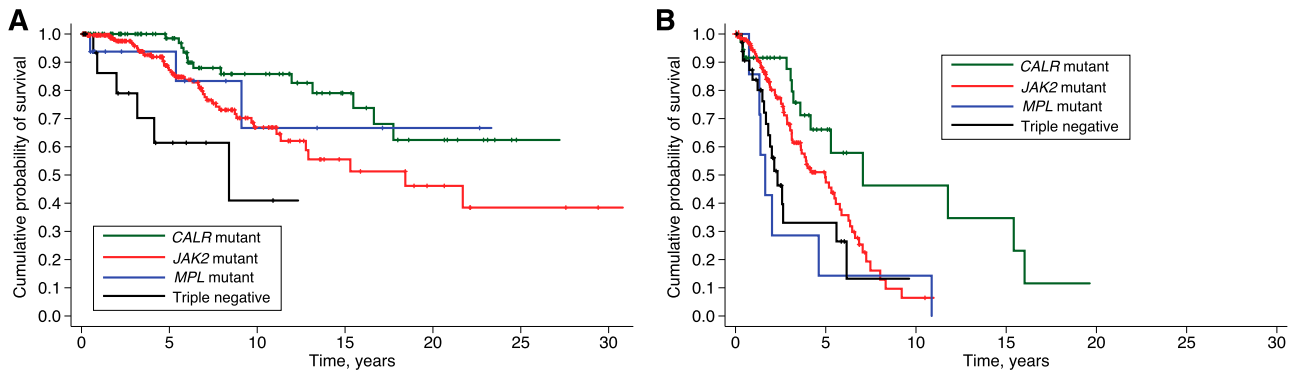 A
Cumulative probability of survival
1.0
0.9
0.8
0.7
0.6
0.5
0.4
0.3
0.2
0.1
0.0
CALR mutant
JAK2 mutant
MPL mutant
Triple negative
0 5 10 15 20 25 30
Time, years
B
Cumulative probability of survival
1.0
0.9
0.8
0.7
0.6
0.5
0.4
0.3
0.2
0.1
0.0
CALR mutant
JAK2 mutant
MPL mutant
Triple negative
0 5 10 15 20 25 30
Time, years